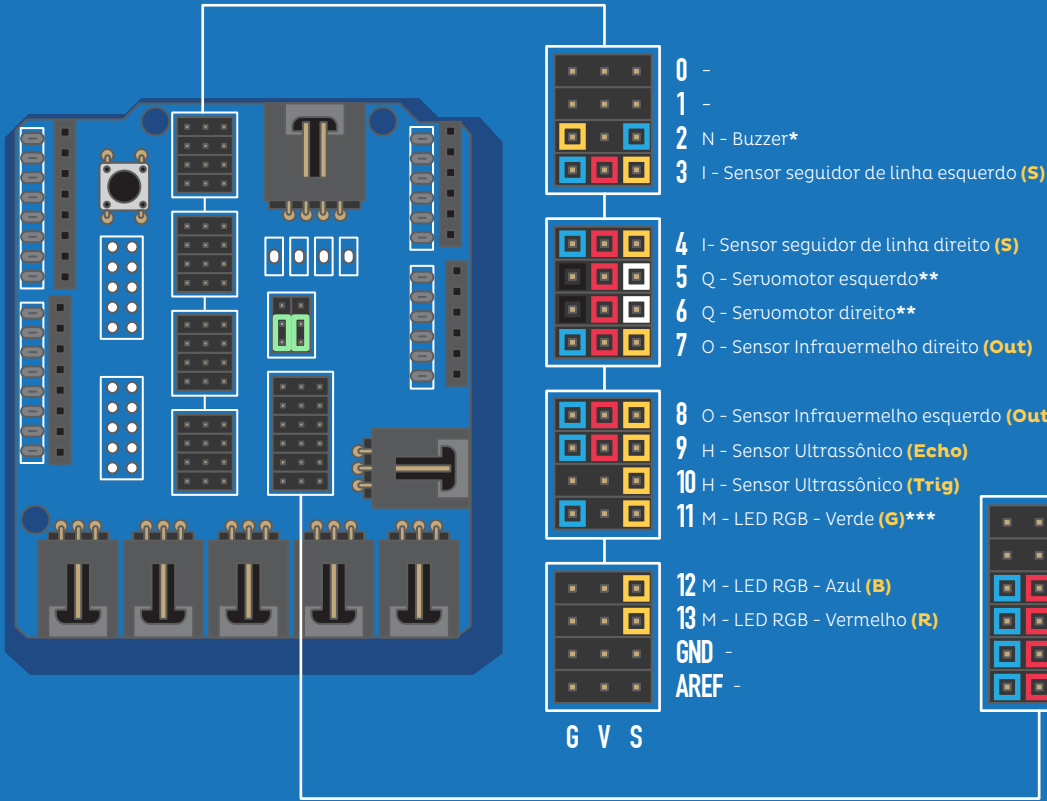 0 -
1 -
2 N - Buzzer*
3 I - Sensor seguidor de linha esquerdo (S)
4 I- Sensor seguidor de linha direito (S)
5 Q - Servomotor esquerdo**
6 Q - Servomotor direito**
7 O - Sensor Infravermelho direito (Out)
8 O - Sensor Infravermelho esquerdo (Out
9 H - Sensor Ultrassônico (Echo)
10 H - Sensor Ultrassônico (Trig)
11 M - LED RGB - Verde (G)***
12 M - LED RGB - Azul (B)
13 M - LED RGB - Vermelho (R)
GND -
AREF -
G V S